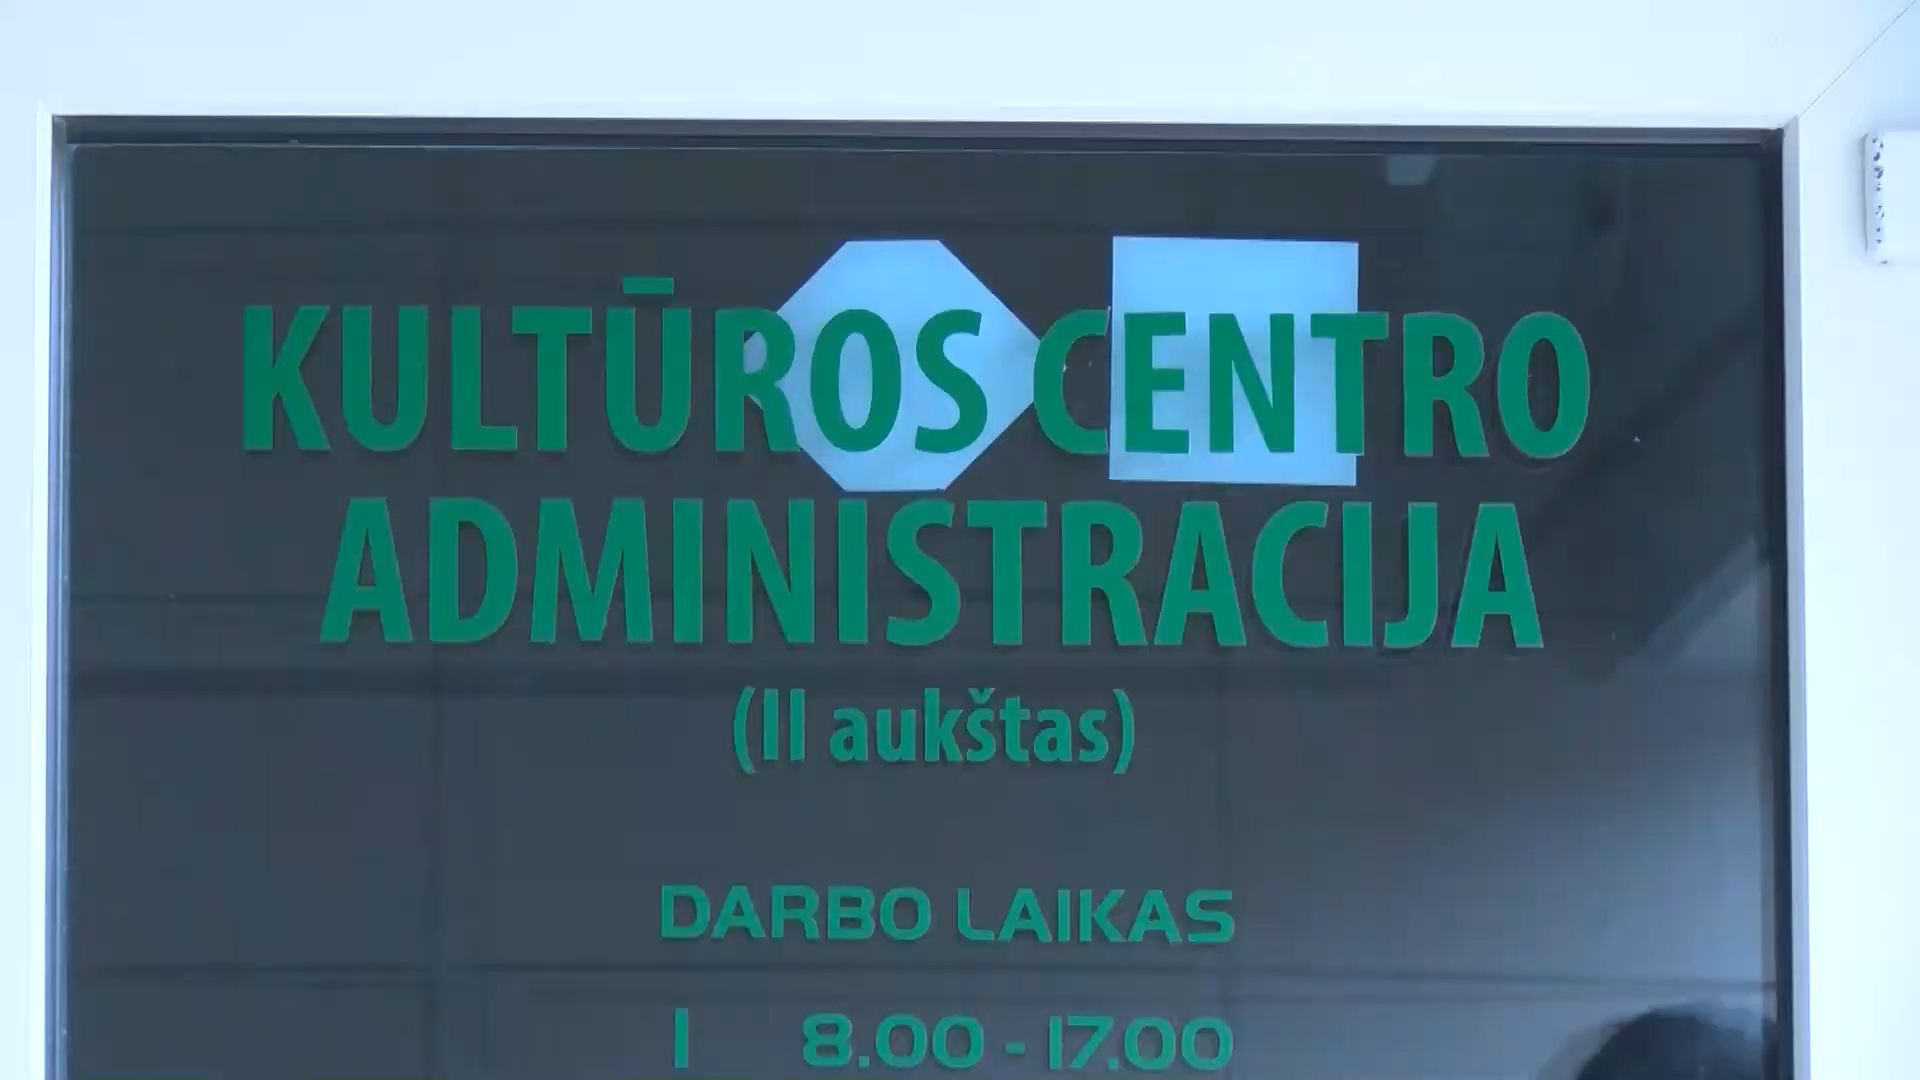 KULTŪROS CENTRO
ADMINISTRACIJA
(II aukštas)
DARBO LAIKAS
I 8.00 - 17.00